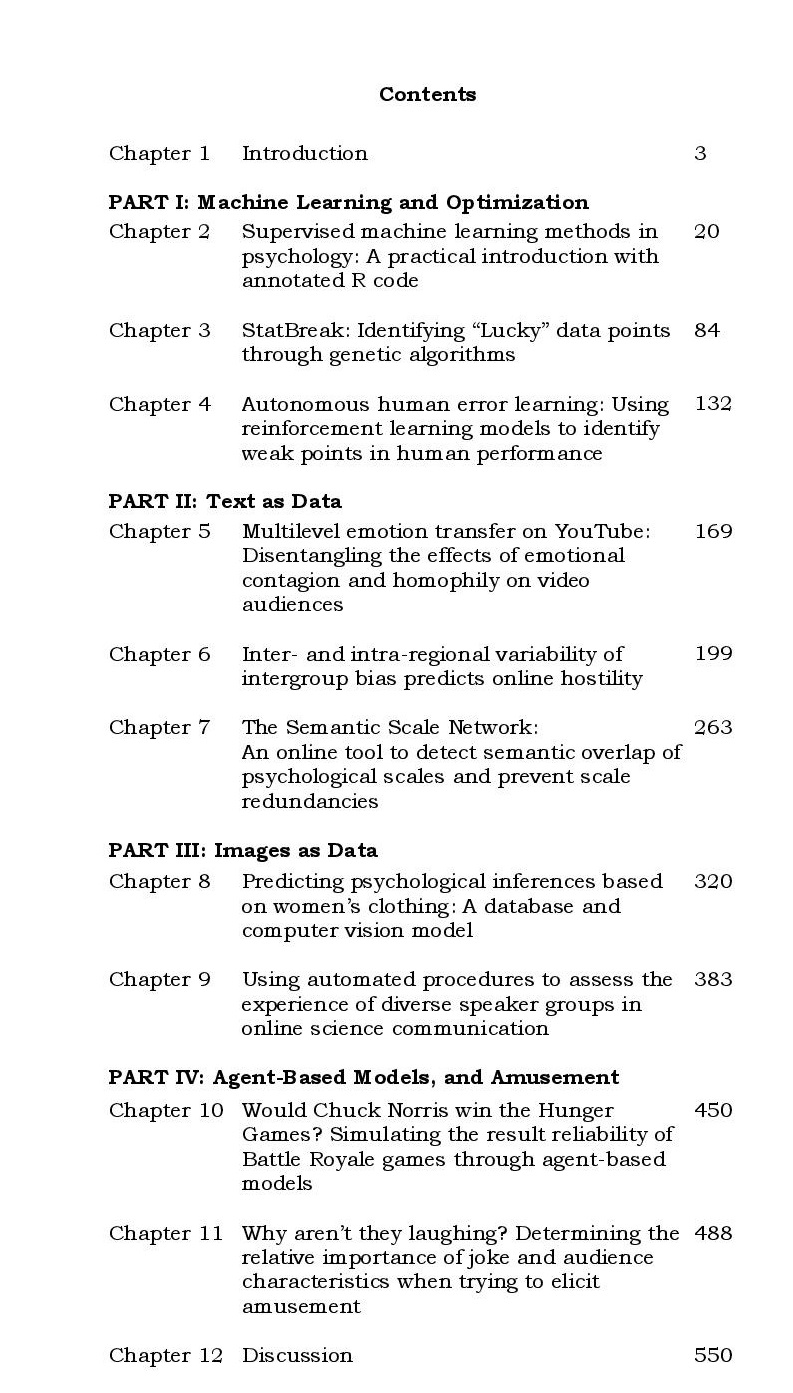 Contents
Chapter 1 Introduction 3
PART I: Machine Learning and Optimization
Chapter 2 Supervised machine learning methods in 20
psychology: A practical introduction with
annotated R code
Chapter 3 StatBreak: Identifying “Lucky” data points 84
through genetic algorithms
Chapter 4 Autonomous human error learning: Using 132
reinforcement learning models to identify
weak points in human performance
PART II: Text as Data
Chapter 5 Multilevel emotion transfer on YouTube: 169
Disentangling the effects of emotional
contagion and homophily on video
audiences
Chapter 6 Inter- and intra-regional variability of 199
intergroup bias predicts online hostility
Chapter 7 The Semantic Scale Network: 263
An online tool to detect semantic overlap of
psychological scales and prevent scale
redundancies
PART III: Images as Data
Chapter 8 Predicting psychological inferences based 320
on women’s clothing: A database and
computer vision model
Chapter 9 Using automated procedures to assess the 383
experience of diverse speaker groups in
online science communication
PART IV: Agent-Based Models, and Amusement
Chapter 10 Would Chuck Norris win the Hunger 450
Games? Simulating the result reliability of
Battle Royale games through agent-based
models
Chapter 11 Why aren’t they laughing? Determining the 488
relative importance of joke and audience
characteristics when trying to elicit
amusement
Chapter 12 Discussion 550